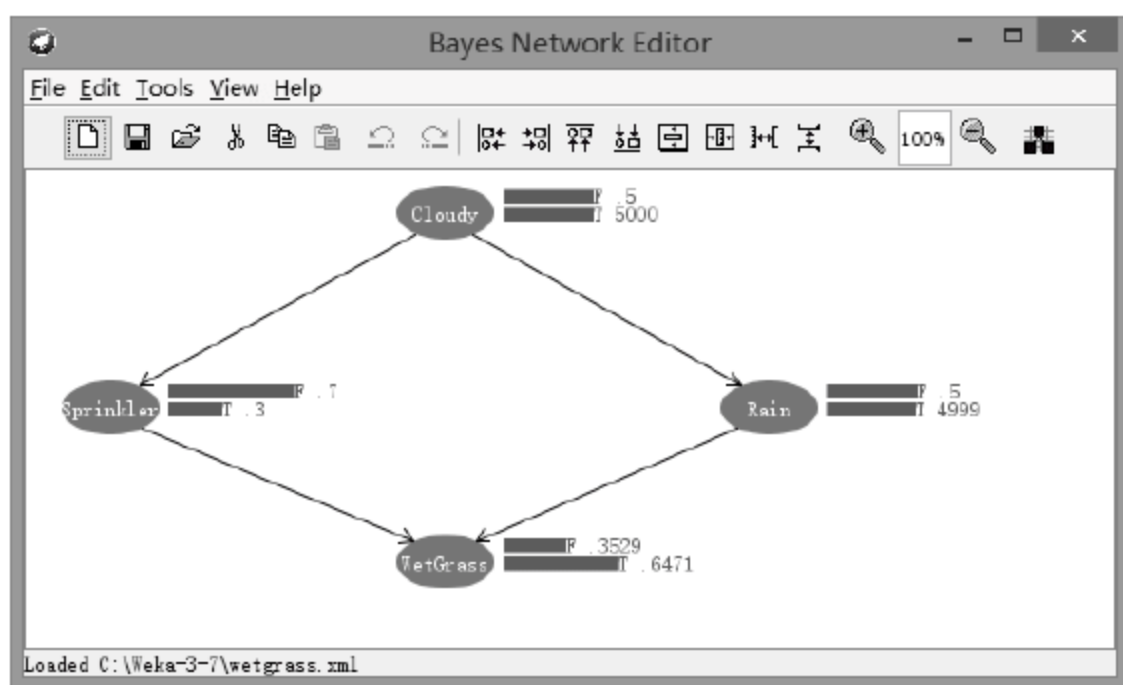 Bayes Network Editor
File Edit Tools View Help
100%
Cloudy
F .5
T 5000
Sprinkler
F .7
T .3
Rain
F .5
T 4999
WetGrass
F .3529
T .6471
Loaded C:\Weka-3-7\wetgrass.xml